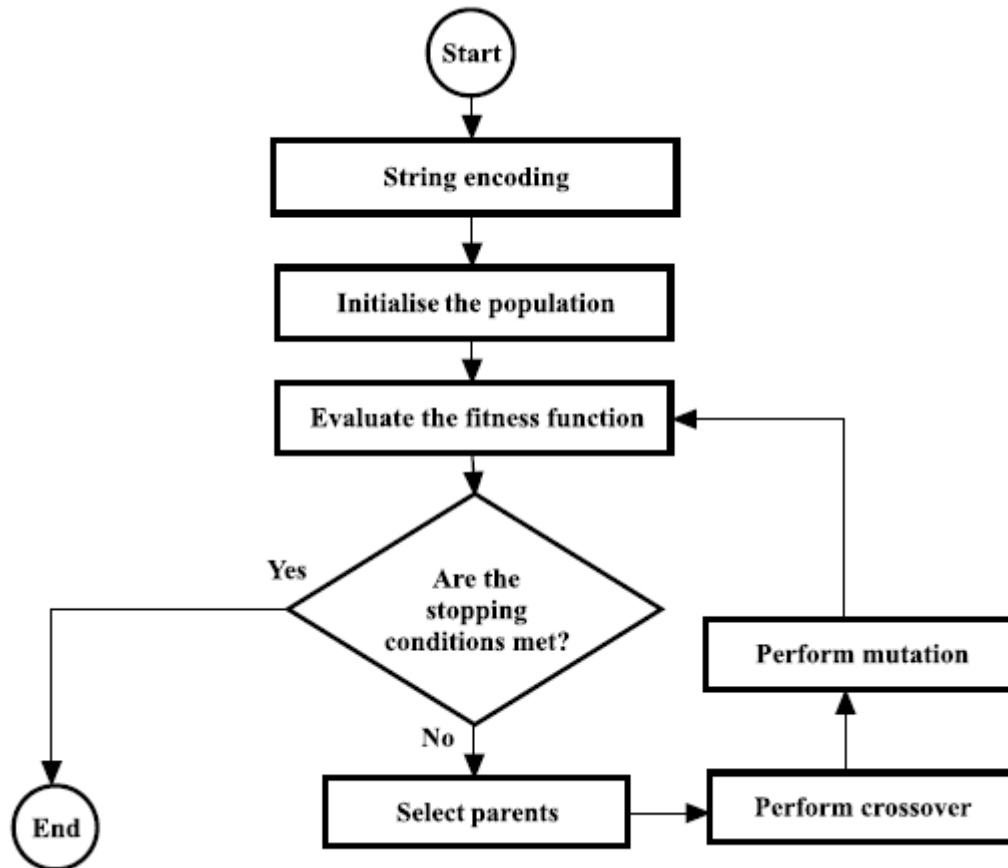 Start
String encoding
Initialise the population
Evaluate the fitness function
Yes
Are the
stopping
conditions met?
No
Perform mutation
Select parents
Perform crossover
End